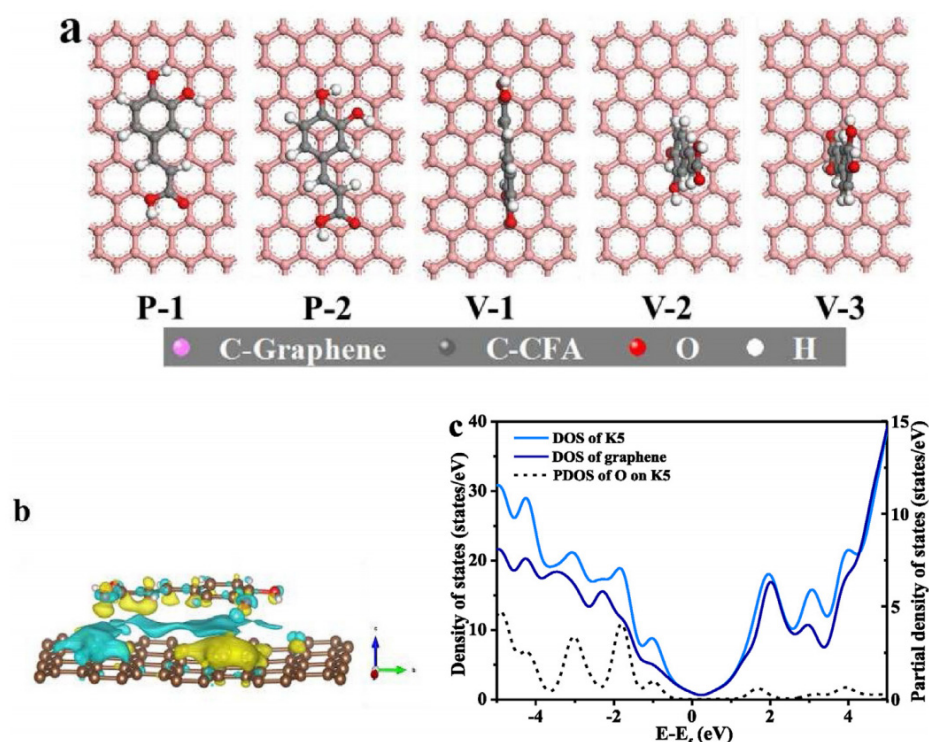 a
P-1 P-2 V-1 V-2 V-3
C-Graphene C-CFA O H
b
c
DOS of K5
DOS of graphene
PDOS of O on K5
Density of states (states/eV)
40
30
20
10
0
Partial density of states (states/eV)
15
10
5
0
-4 -2 0 2 4
E-Ef (eV)